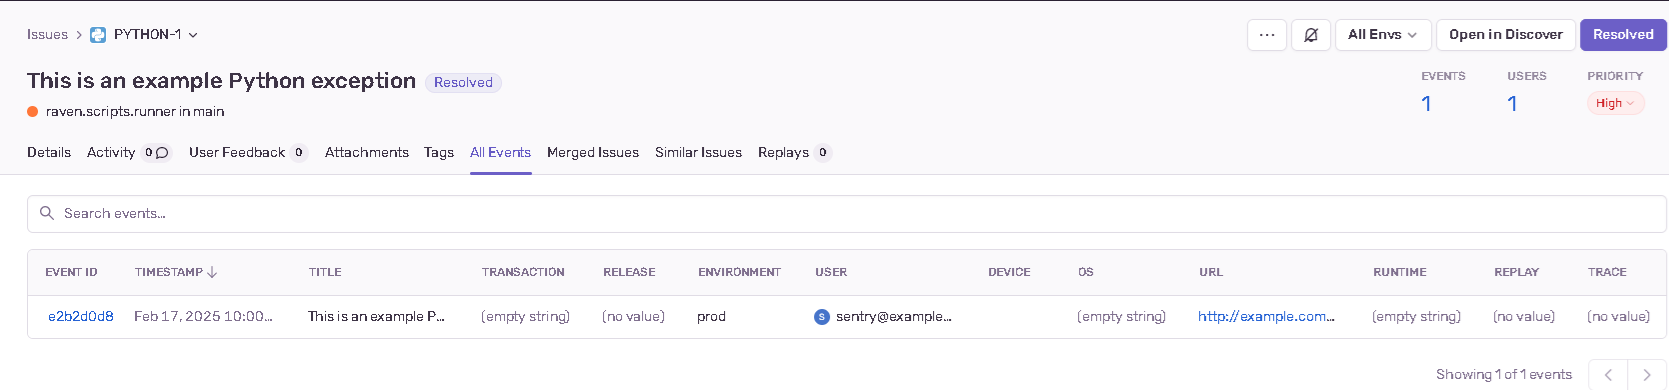 Issues > PYTHON-1
... All Envs Open in Discover Resolved
This is an example Python exception Resolved
EVENTS USERS PRIORITY
raven.scripts.runner in main
1 1 High
Details Activity 0 User Feedback 0 Attachments Tags All Events Merged Issues Similar Issues Replays 0
Search events...
EVENT ID TIMESTAMP TITLE TRANSACTION RELEASE ENVIRONMENT USER DEVICE OS URL RUNTIME REPLAY TRACE
e2b2d0d8 Feb 17, 2025 10:00... This is an example P... (empty string) (no value) prod S sentry@example... (empty string) http://example.com... (empty string) (no value) (no value)
Showing 1 of 1 events